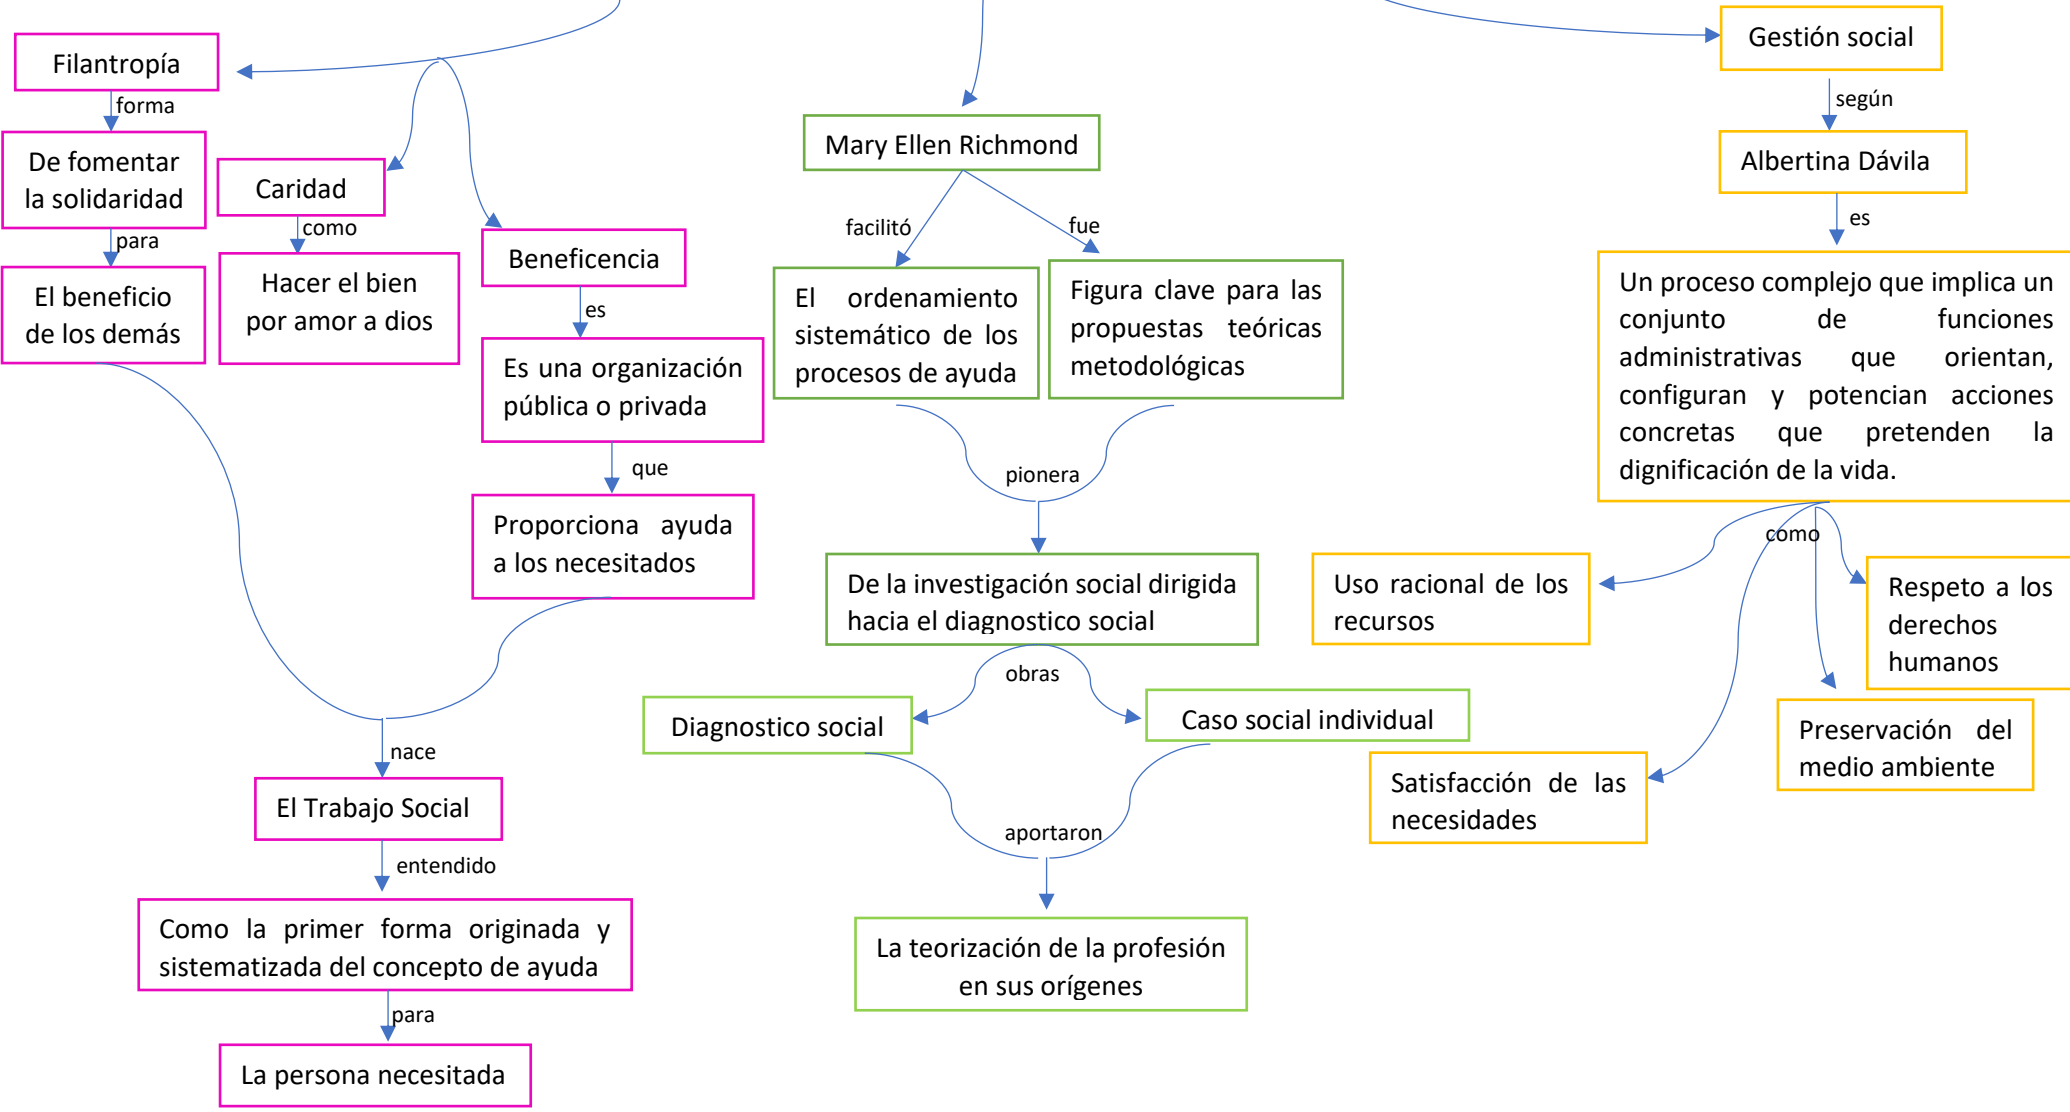 Filantropía
forma
De fomentar
la solidaridad
para
El beneficio
de los demás
Caridad
como
Hacer el bien
por amor a dios
Beneficencia
es
Es una organización
pública o privada
que
Proporciona ayuda
a los necesitados
nace
El Trabajo Social
entendido
Como la primer forma originada y
sistematizada del concepto de ayuda
para
La persona necesitada
Mary Ellen Richmond
facilitó
fue
El ordenamiento
sistemático de los
procesos de ayuda
Figura clave para las
propuestas teóricas
metodológicas
pionera
De la investigación social dirigida
hacia el diagnostico social
obras
Diagnostico social
Caso social individual
aportaron
La teorización de la profesión
en sus orígenes
Gestión social
según
Albertina Dávila
es
Un proceso complejo que implica un
conjunto de funciones
administrativas que orientan,
configuran y potencian acciones
concretas que pretenden la
dignificación de la vida.
como
Uso racional de los
recursos
Respeto a los
derechos
humanos
Preservación del
medio ambiente
Satisfacción de las
necesidades